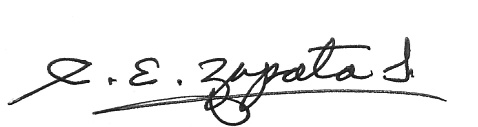 C. E. Zapata S.